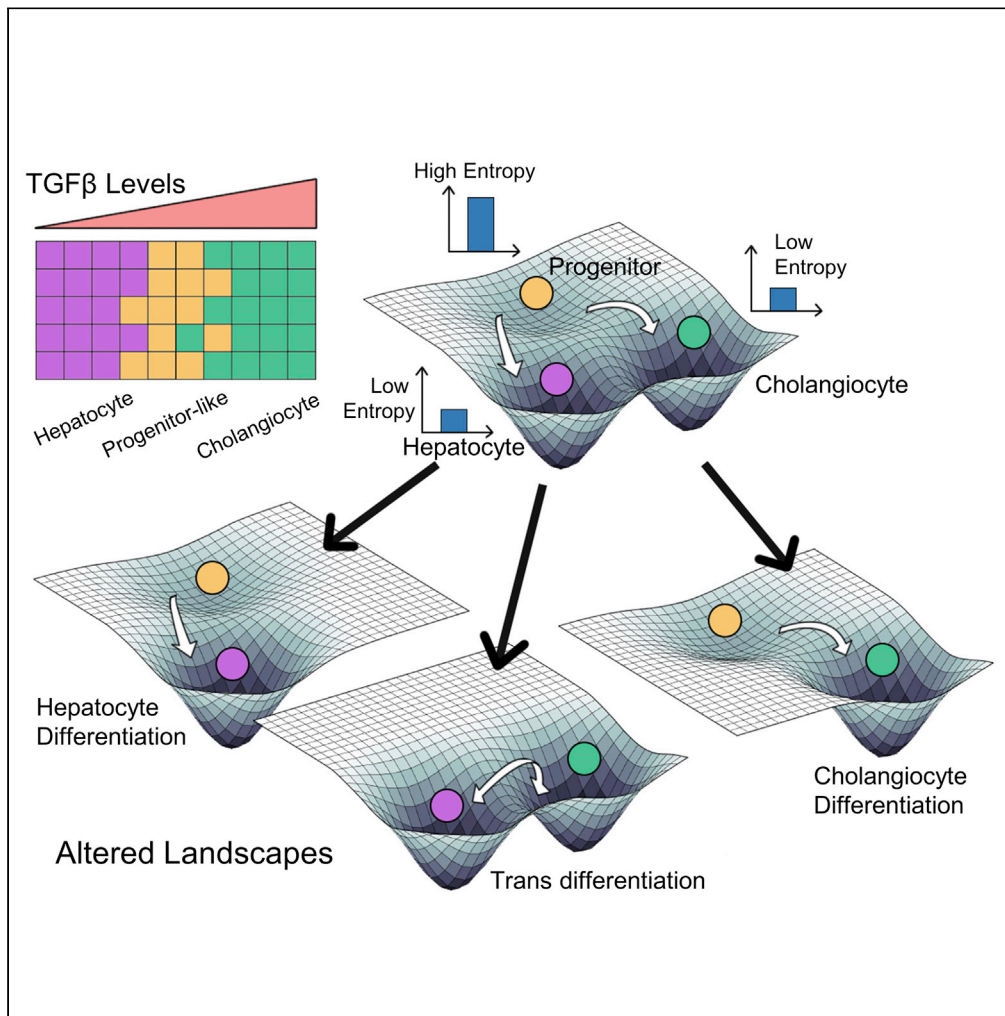 TGFβ Levels
Hepatocyte
Progenitor-like
Cholangiocyte
High Entropy
Progenitor
Low
Entropy
Cholangiocyte
Low
Entropy
Hepatocyte
Hepatocyte
Differentiation
Altered Landscapes
Trans differentiation
Cholangiocyte
Differentiation